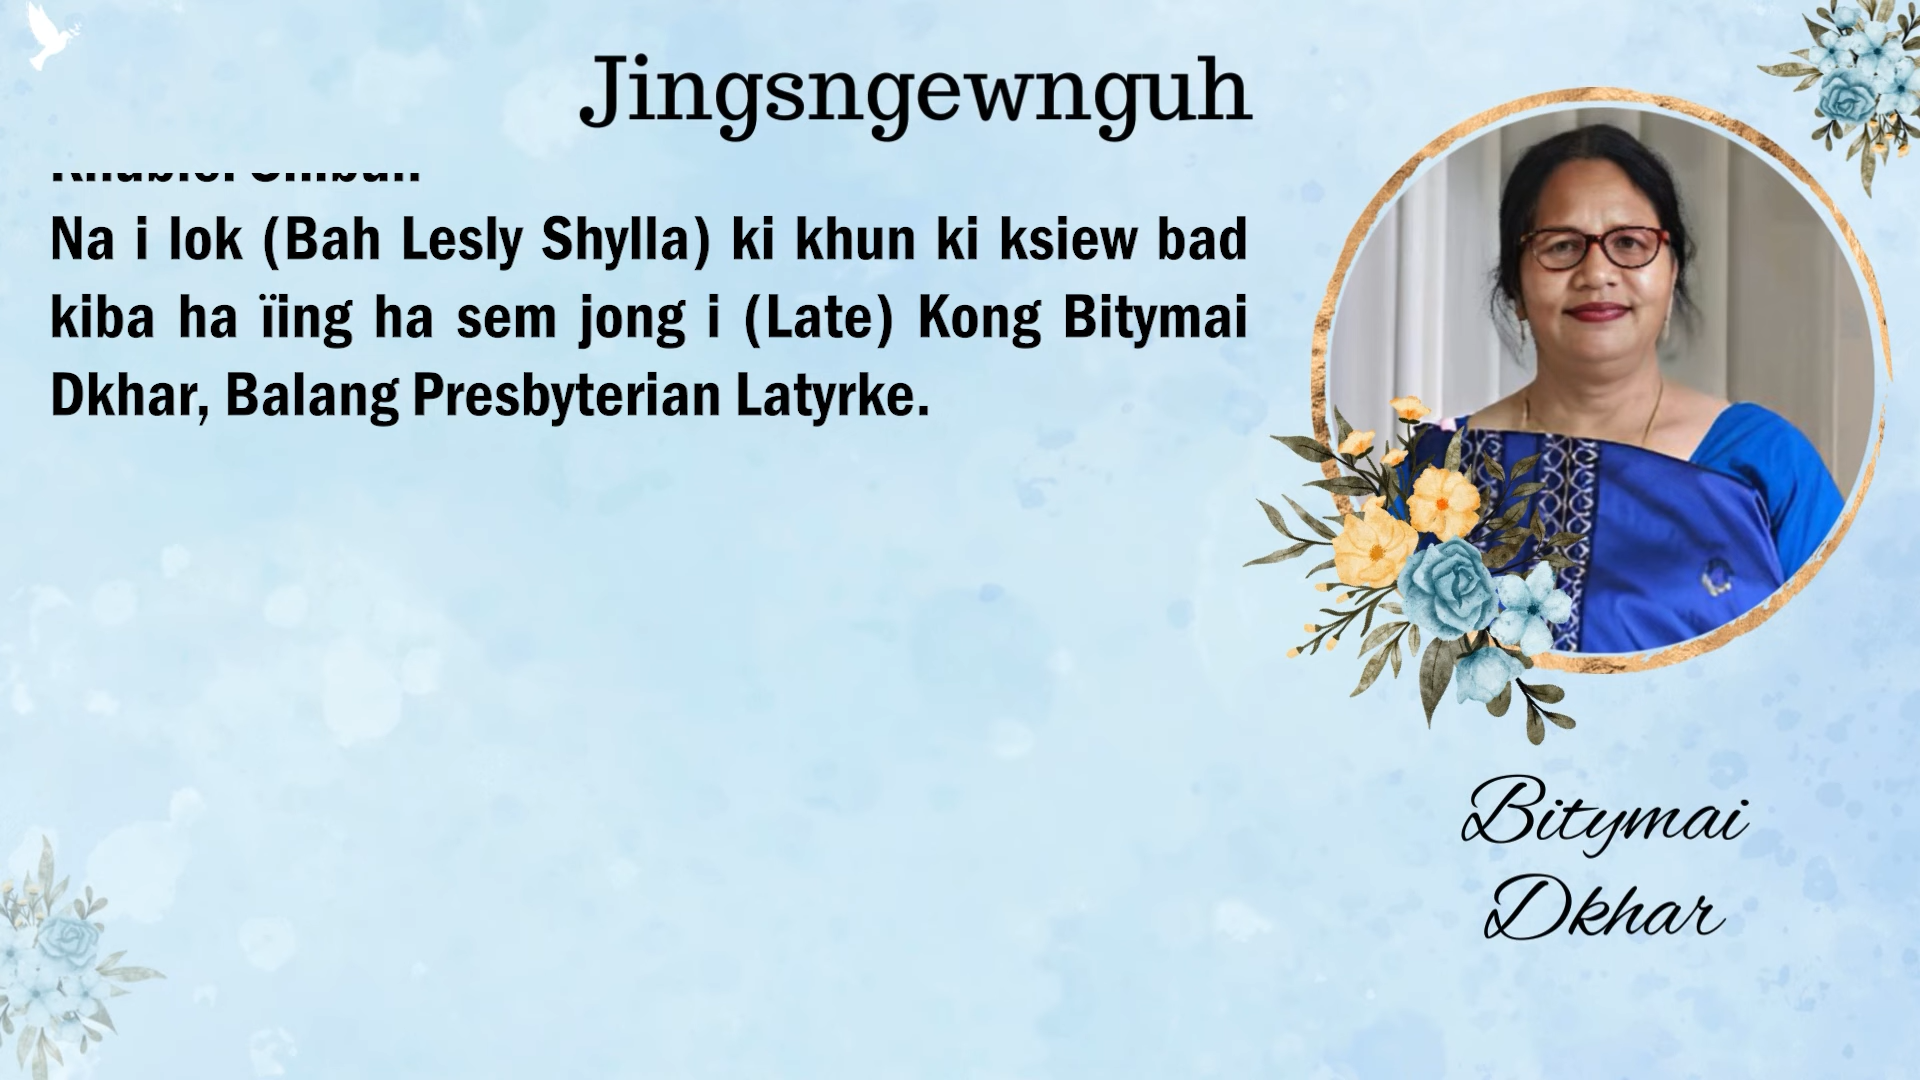 Jingsngewnguh
Na i lok (Bah Lesly Shylla) ki khun ki ksiew bad
kiba ha ïing ha sem jong i (Late) Kong Bitymai
Dkhar, Balang Presbyterian Latyrke.
Bitymai
Dkhar